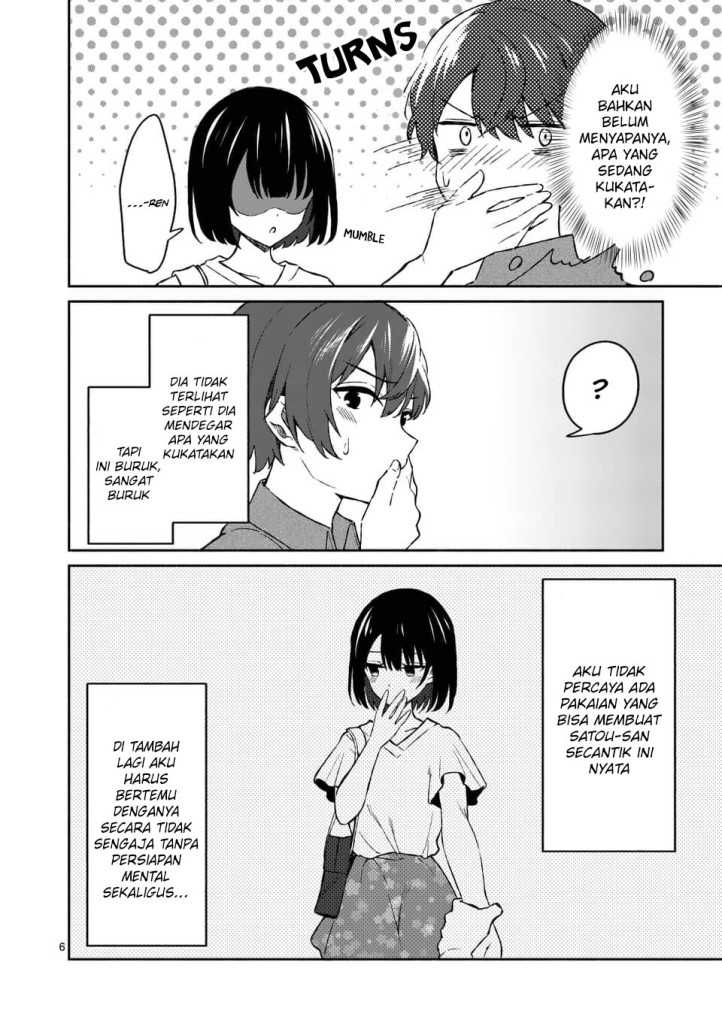 AKU
BAHKAN
BELUM
MENYAPANYA,
APA YANG
SEDANG
KUKATA-
KAN?!
TURNS
MUMBLE
----REN
?
DIA TIDAK
TERLIHAT
SEPERTI DIA
MENDEGAR
APA YANG
KUKATAKAN
TAPI
INI BURUK,
SANGAT
BURUK
AKU TIDAK
PERCAYA ADA
PAKAIAN YANG
BISA MEMBUAT
SATOU-SAN
SECANTIK INI
NYATA
DI TAMBAH
LAGI AKU
HARUS
BERTEMU
DENGANYA
SECARA TIDAK
SENGAJA TANPA
PERSIAPAN
MENTAL
SEKALIGUS...
6